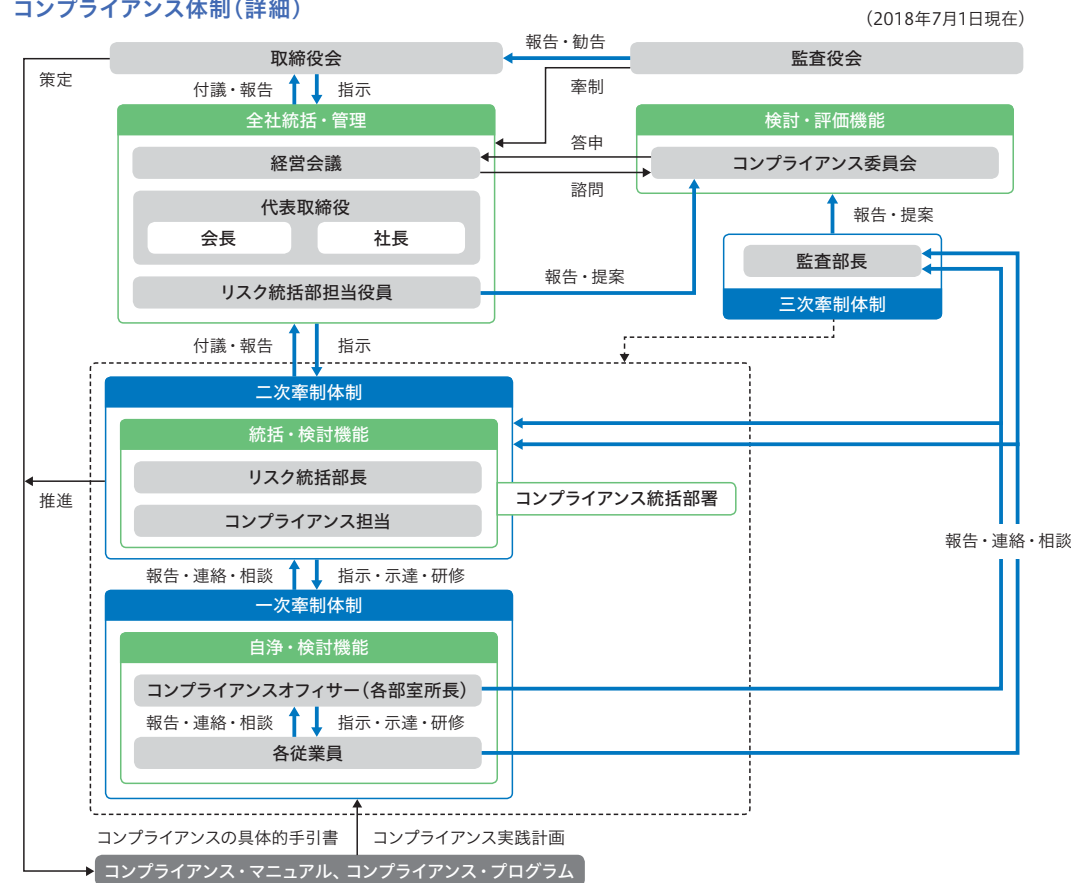 コンプライアンス体制(詳細)
(2018年7月1日現在)
取締役会
報告・勧告
監査役会
策定
付議・報告
指示
牽制
全社統括・管理
検討・評価機能
経営会議
答申
諮問
コンプライアンス委員会
代表取締役
会長
社長
報告・提案
監査部長
三次牽制体制
リスク統括部担当役員
報告・提案
付議・報告
指示
二次牽制体制
統括・検討機能
リスク統括部長
コンプライアンス担当
コンプライアンス統括部署
推進
報告・連絡・相談
報告・連絡・相談
指示・示達・研修
一次牽制体制
自浄・検討機能
コンプライアンスオフィサー(各部室所長)
報告・連絡・相談
指示・示達・研修
各従業員
コンプライアンスの具体的手引書
コンプライアンス実践計画
コンプライアンス・マニュアル、コンプライアンス・プログラム